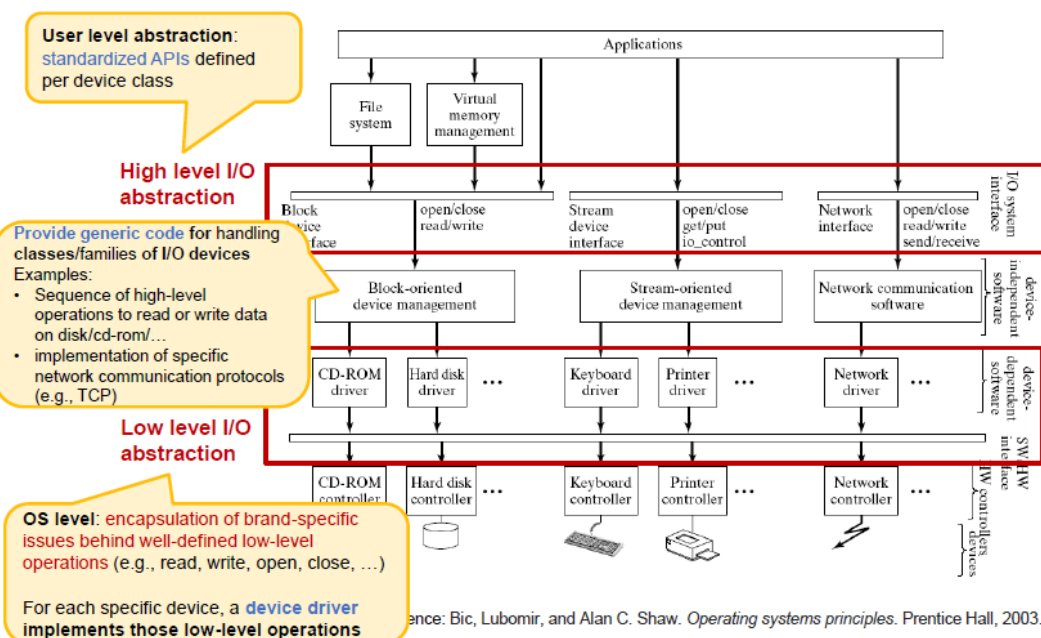 User level abstraction:
standardized APIs defined
per device class
Applications
File
system
Virtual
memory
management
High level I/O
abstraction
Block
device
interface
open/close
read/write
Stream
device
interface
open/close
get/put
io_control
Network
interface
open/close
read/write
send/receive
I/O system
interface
Provide generic code for handling
classes/families of I/O devices
Examples:
• Sequence of high-level
operations to read or write data
on disk/cd-rom/…
• implementation of specific
network communication protocols
(e.g., TCP)
Block-oriented
device management
Stream-oriented
device management
Network communication
software
device-
independent
software
CD-ROM
driver
Hard disk
driver
•••
Keyboard
driver
Printer
driver
•••
Network
driver
•••
device-
dependent
software
Low level I/O
abstraction
SW/HW
interface
CD-ROM
controller
Hard disk
controller
•••
Keyboard
controller
Printer
controller
•••
Network
controller
•••
HW controllers
devices
OS level: encapsulation of brand-specific
issues behind well-defined low-level
operations (e.g., read, write, open, close, …)
For each specific device, a device driver
implements those low-level operations
ence: Bic, Lubomir, and Alan C. Shaw. Operating systems principles. Prentice Hall, 2003.